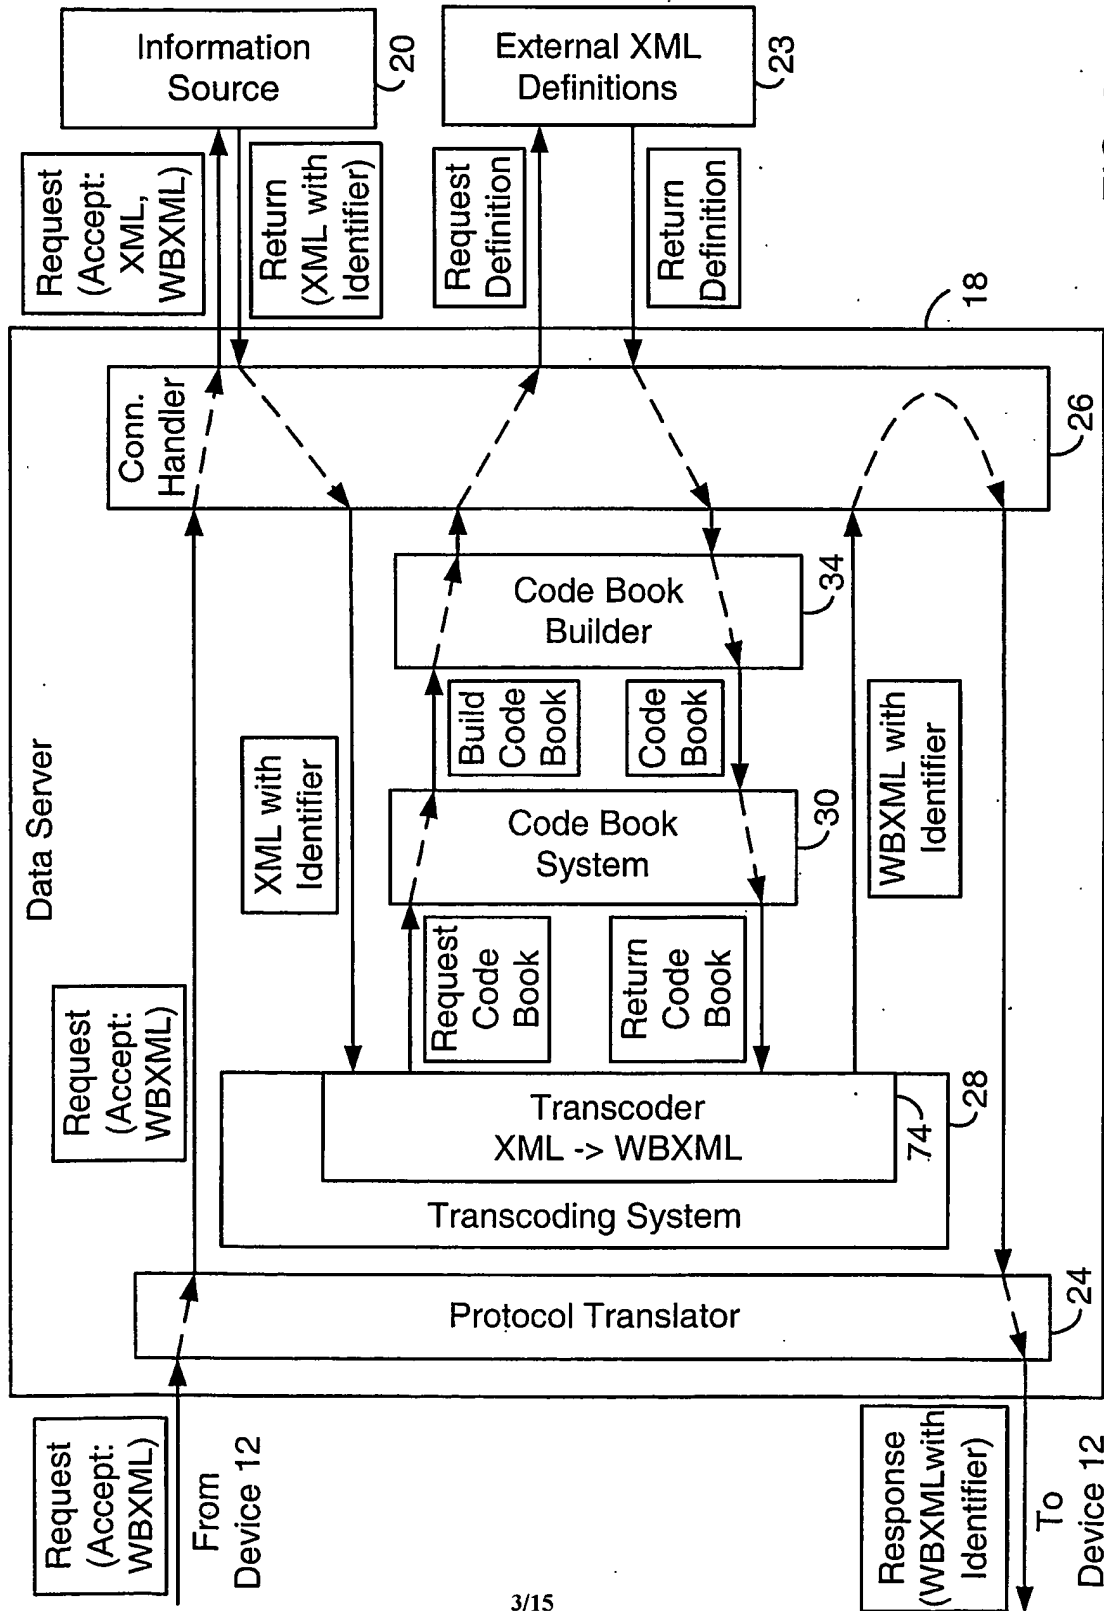 Data Server
Request
(Accept:
WBXML)
From
Device 12
Request
(Accept:
WBXML)
Conn.
Handler
26
Request
(Accept:
XML,
WBXML)
Information
Source
20
Return
(XML with
Identifier)
XML with
Identifier
Protocol Translator
24
Transcoding System
28
Transcoder
XML -> WBXML
74
Request
Code
Book
Code Book
System
30
Build
Code
Book
Code Book
Builder
34
Request
Definition
External XML
Definitions
23
Return
Definition
Code
Book
Return
Code
Book
WBXML with
Identifier
18
Response
(WBXMLwith
Identifier)
To
Device 12
3/15